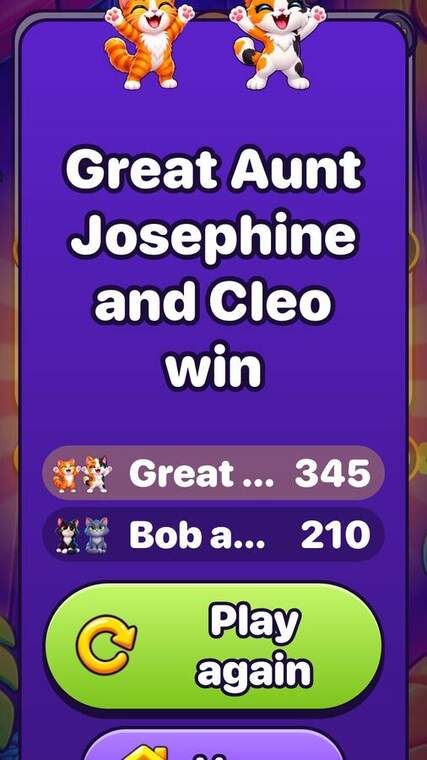 Great Aunt
Josephine
and Cleo
win
Great ... 345
Bob a... 210
Play
again